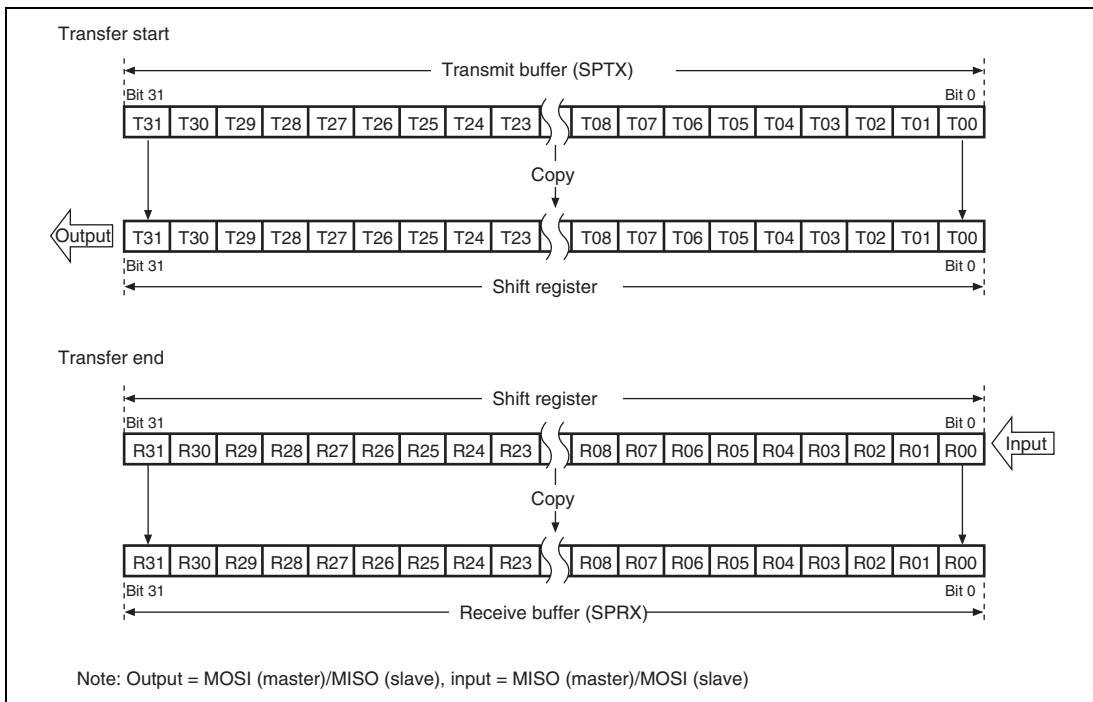 Transfer start
Transmit buffer (SPTX)
Bit 31 Bit 0
T31 T30 T29 T28 T27 T26 T25 T24 T23 T08 T07 T06 T05 T04 T03 T02 T01 T00
Copy
Output T31 T30 T29 T28 T27 T26 T25 T24 T23 T08 T07 T06 T05 T04 T03 T02 T01 T00
Bit 31 Bit 0
Shift register
Transfer end
Shift register
Bit 31 Bit 0
R31 R30 R29 R28 R27 R26 R25 R24 R23 R08 R07 R06 R05 R04 R03 R02 R01 R00 Input
Copy
R31 R30 R29 R28 R27 R26 R25 R24 R23 R08 R07 R06 R05 R04 R03 R02 R01 R00
Bit 31 Bit 0
Receive buffer (SPRX)
Note: Output = MOSI (master)/MISO (slave), input = MISO (master)/MOSI (slave)